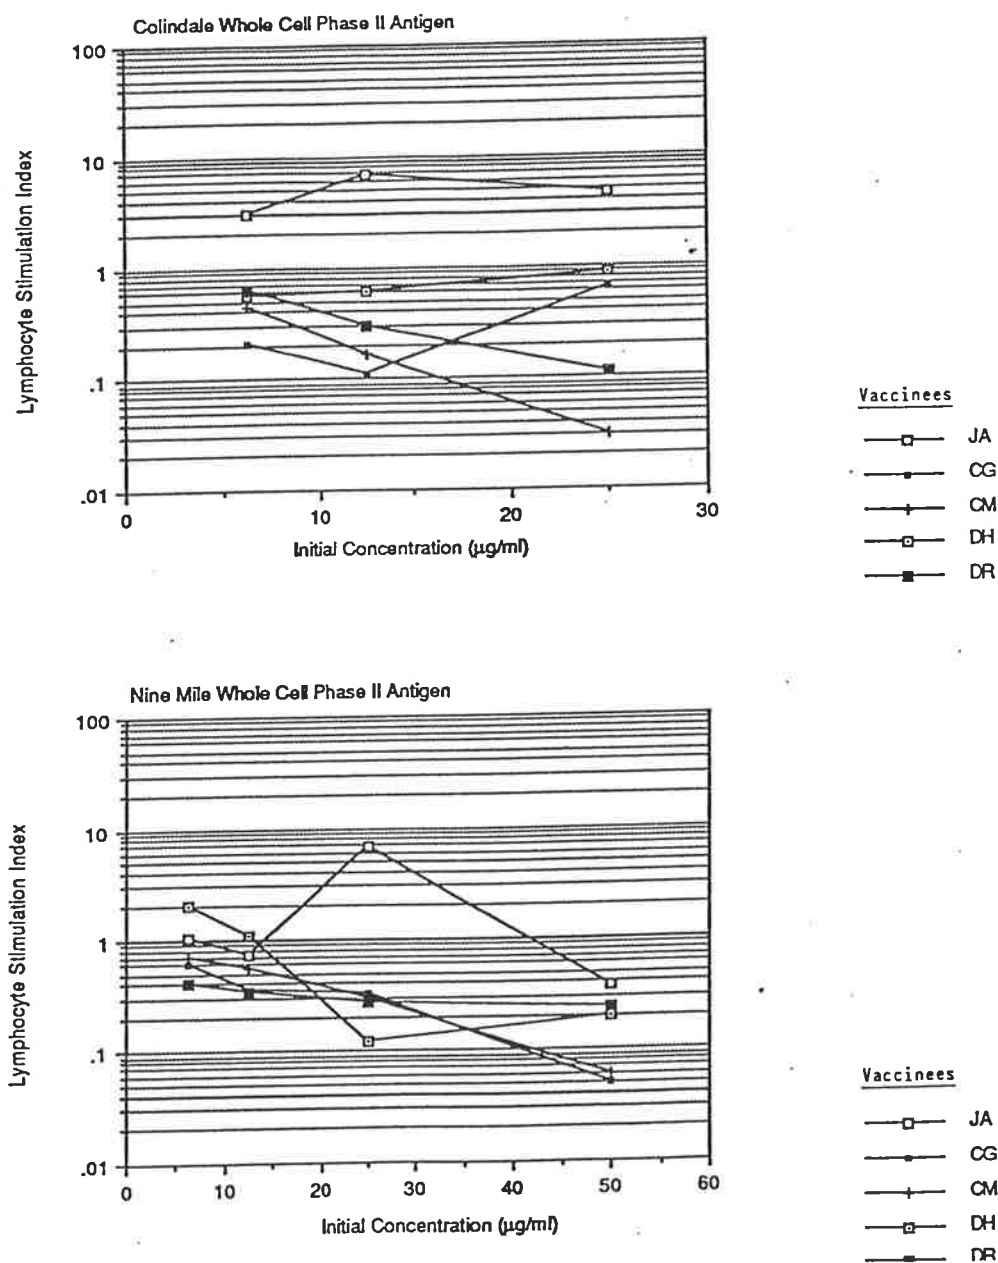 Colindale Whole Cell Phase II Antigen
100
10
1
.1
.01
Lymphocyte Stimulation Index
0 10 20 30
Initial Concentration (µg/ml)
Vaccinees
JA
CG
CM
DH
DR
Nine Mile Whole Cell Phase II Antigen
100
10
1
.1
.01
Lymphocyte Stimulation Index
0 10 20 30 40 50 60
Initial Concentration (µg/ml)
Vaccinees
JA
CG
CM
DH
DR